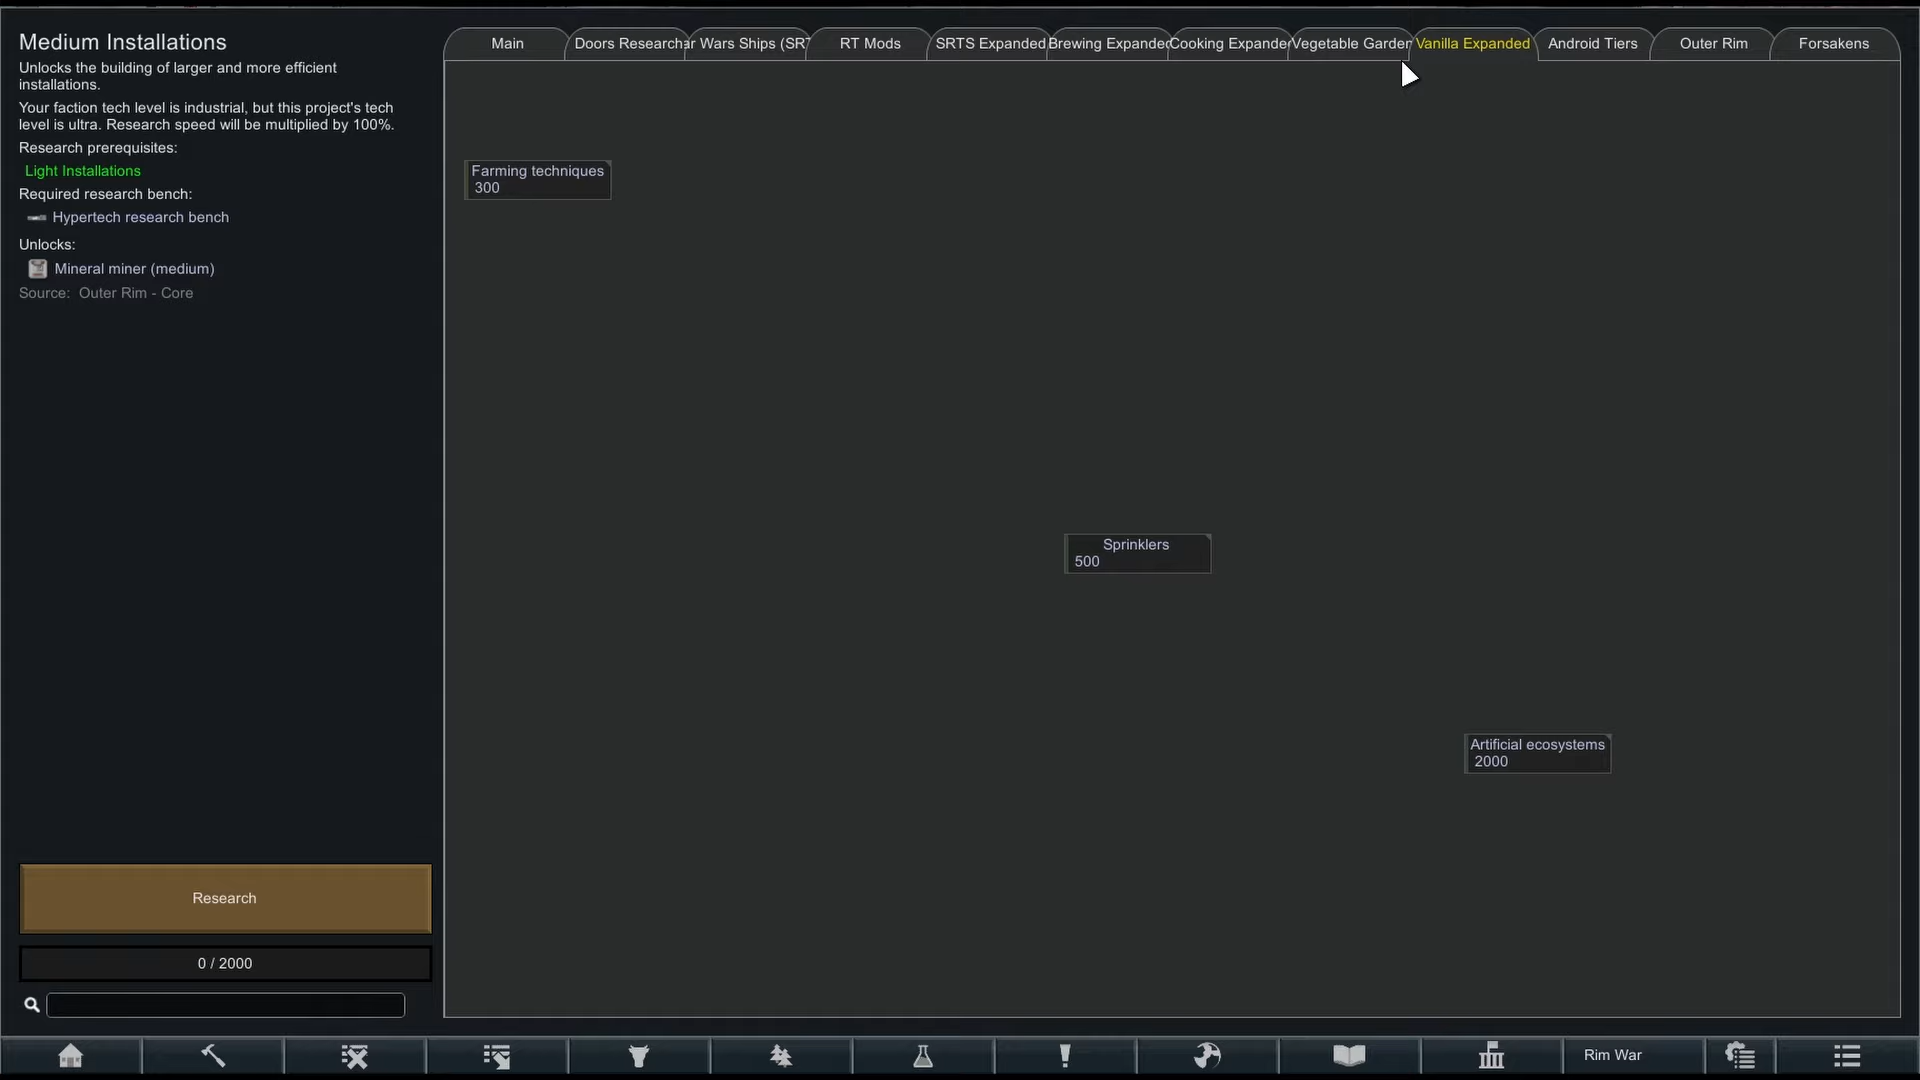 Medium Installations
Unlocks the building of larger and more efficient
installations.
Your faction tech level is industrial, but this project's tech
level is ultra. Research speed will be multiplied by 100%.
Research prerequisites:
Light Installations
Required research bench:
Hypertech research bench
Unlocks:
Mineral miner (medium)
Source: Outer Rim - Core
Main
Doors Research
ar Wars Ships (SRT
RT Mods
SRTS Expanded
Brewing Expanded
Cooking Expande
Vegetable Garden
Vanilla Expanded
Android Tiers
Outer Rim
Forsakens
Farming techniques
300
Sprinklers
500
Artificial ecosystems
2000
Research
0 / 2000
Rim War